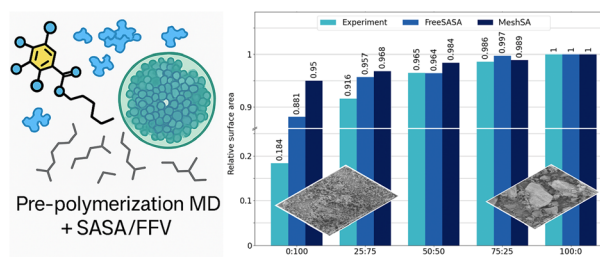 Pre-polymerization MD
+ SASA/FFV
Experiment FreeSASA MeshSA
Relative surface area
1
0.9
0.2
0.1
0
0.184 0.881 0.95
0.916 0.957 0.968
0.965 0.964 0.984
0.986 0.997 0.989
1 1 1
0:100 25:75 50:50 75:25 100:0